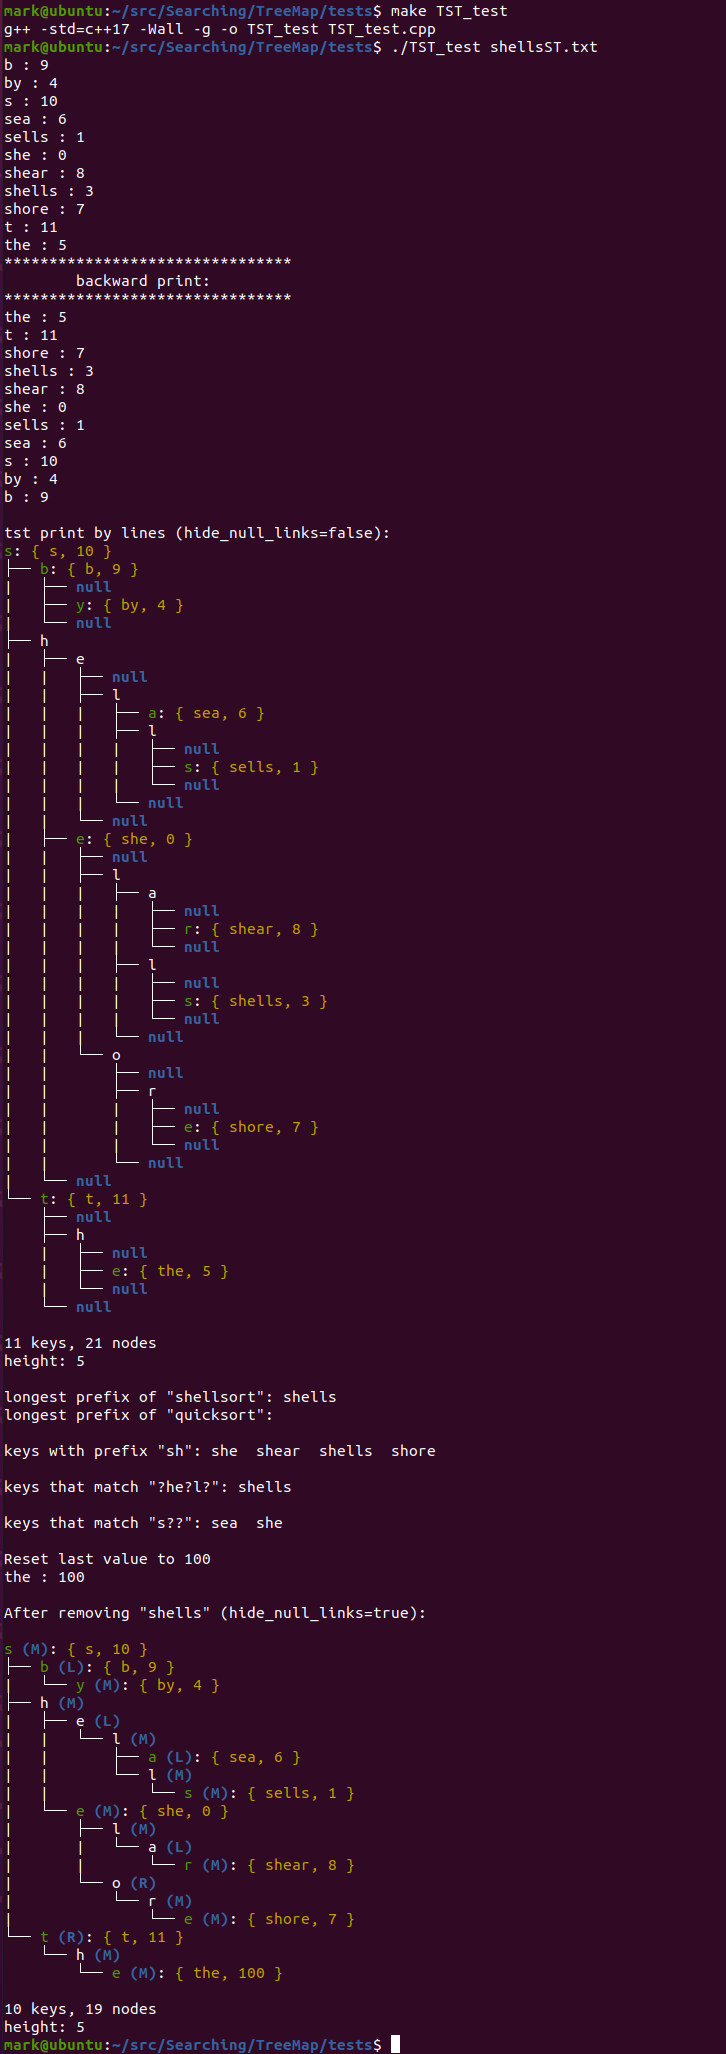 mark@ubuntu:~/src/Searching/TreeMap/tests$ make TST_test
g++ -std=c++17 -Wall -g -o TST_test TST_test.cpp
mark@ubuntu:~/src/Searching/TreeMap/tests$ ./TST_test shellsST.txt
b : 9
by : 4
s : 10
sea : 6
sells : 1
she : 0
shear : 8
shells : 3
shore : 7
t : 11
the : 5
********************************
        backward print:
********************************
the : 5
t : 11
shore : 7
shells : 3
shear : 8
she : 0
sells : 1
sea : 6
s : 10
by : 4
b : 9

tst print by lines (hide_null_links=false):
s: { s, 10 }
├── b: { b, 9 }
|   ├── null
|   ├── y: { by, 4 }
|   └── null
├── h
|   ├── e
|   |   ├── null
|   |   ├── l
|   |   |   ├── a: { sea, 6 }
|   |   |   ├── l
|   |   |   |   ├── null
|   |   |   |   ├── s: { sells, 1 }
|   |   |   |   └── null
|   |   |   └── null
|   |   └── null
|   ├── e: { she, 0 }
|   |   ├── null
|   |   ├── l
|   |   |   ├── a
|   |   |   |   ├── null
|   |   |   |   ├── r: { shear, 8 }
|   |   |   |   └── null
|   |   |   ├── l
|   |   |   |   ├── null
|   |   |   |   ├── s: { shells, 3 }
|   |   |   |   └── null
|   |   |   └── null
|   |   └── o
|   |       ├── null
|   |       ├── r
|   |       |   ├── null
|   |       |   ├── e: { shore, 7 }
|   |       |   └── null
|   |       └── null
|   └── null
└── t: { t, 11 }
    ├── null
    ├── h
    |   ├── null
    |   ├── e: { the, 5 }
    |   └── null
    └── null

11 keys, 21 nodes
height: 5

longest prefix of "shellsort": shells
longest prefix of "quicksort":

keys with prefix "sh": she  shear  shells  shore

keys that match "?he?l?": shells

keys that match "s??": sea  she

Reset last value to 100
the : 100

After removing "shells" (hide_null_links=true):

s (M): { s, 10 }
├── b (L): { b, 9 }
|   └── y (M): { by, 4 }
├── h (M)
|   ├── e (L)
|   |   └── l (M)
|   |       ├── a (L): { sea, 6 }
|   |       └── l (M)
|   |           └── s (M): { sells, 1 }
|   └── e (M): { she, 0 }
|       ├── l (M)
|       |   └── a (L)
|       |       └── r (M): { shear, 8 }
|       └── o (R)
|           └── r (M)
|               └── e (M): { shore, 7 }
└── t (R): { t, 11 }
    └── h (M)
        └── e (M): { the, 100 }

10 keys, 19 nodes
height: 5
mark@ubuntu:~/src/Searching/TreeMap/tests$